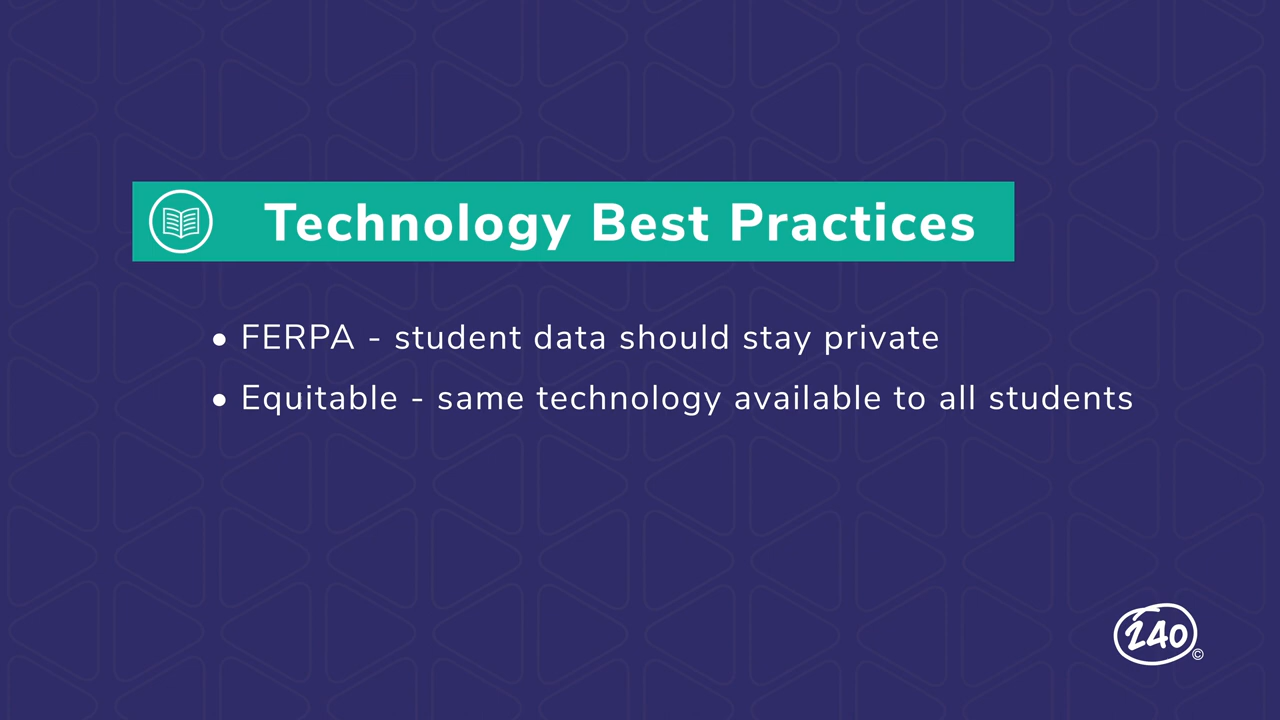 Technology Best Practices
• FERPA - student data should stay private
• Equitable - same technology available to all students
240
©